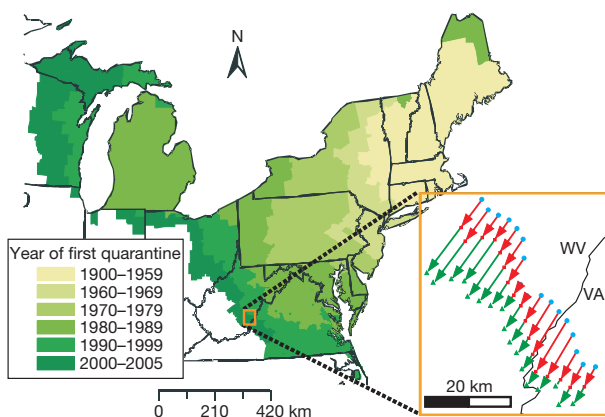 N
Year of first quarantine
1900–1959
1960–1969
1970–1979
1980–1989
1990–1999
2000–2005
WV
VA
20 km
0 210 420 km